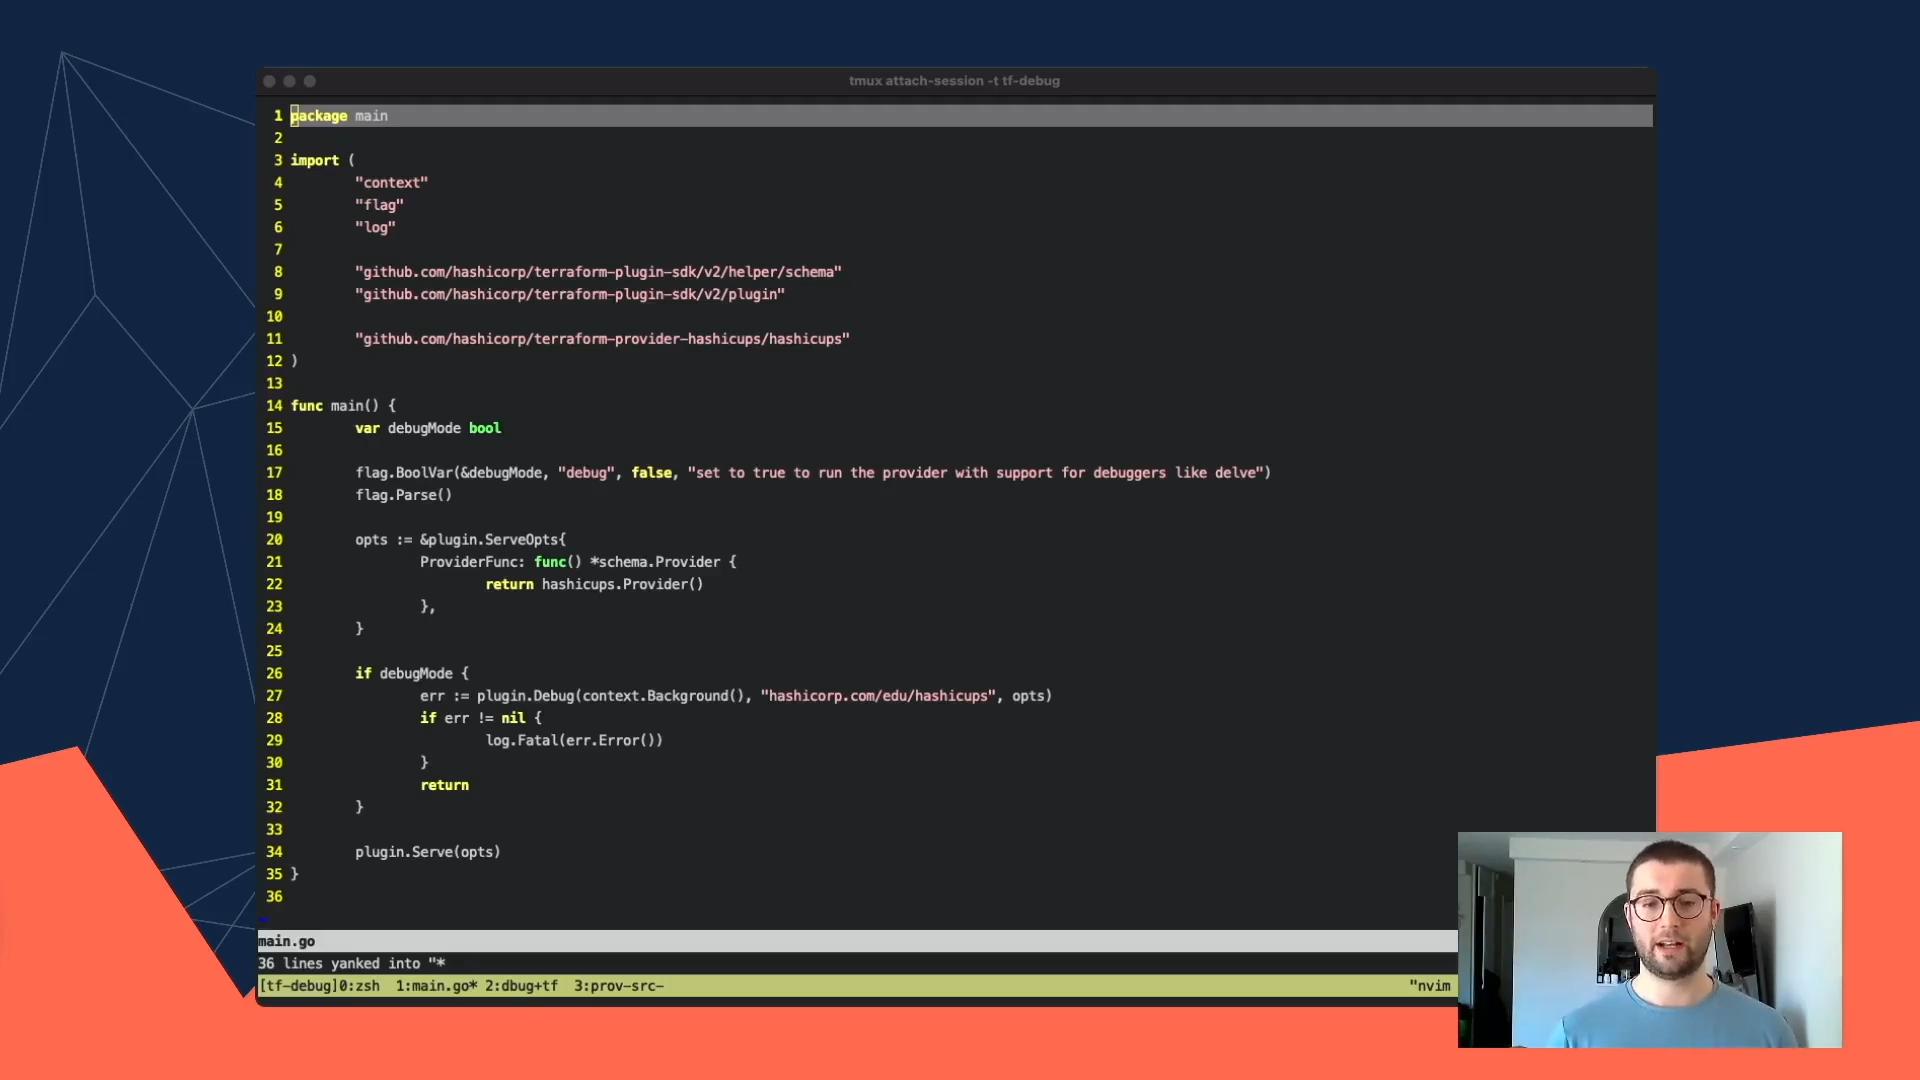 tmux attach-session -t tf-debug
1 package main
2
3 import (
4 "context"
5 "flag"
6 "log"
7
8 "github.com/hashicorp/terraform-plugin-sdk/v2/helper/schema"
9 "github.com/hashicorp/terraform-plugin-sdk/v2/plugin"
10
11 "github.com/hashicorp/terraform-provider-hashicups/hashicups"
12 )
13
14 func main() {
15 var debugMode bool
16
17 flag.BoolVar(&debugMode, "debug", false, "set to true to run the provider with support for debuggers like delve")
18 flag.Parse()
19
20 opts := &plugin.ServeOpts{
21 ProviderFunc: func() *schema.Provider {
22 return hashicups.Provider()
23 },
24 }
25
26 if debugMode {
27 err := plugin.Debug(context.Background(), "hashicorp.com/edu/hashicups", opts)
28 if err != nil {
29 log.Fatal(err.Error())
30 }
31 return
32 }
33
34 plugin.Serve(opts)
35 }
36
~
main.go
36 lines yanked into "*
[tf-debug]0:zsh 1:main.go* 2:dbug+tf 3:prov-src- "nvim